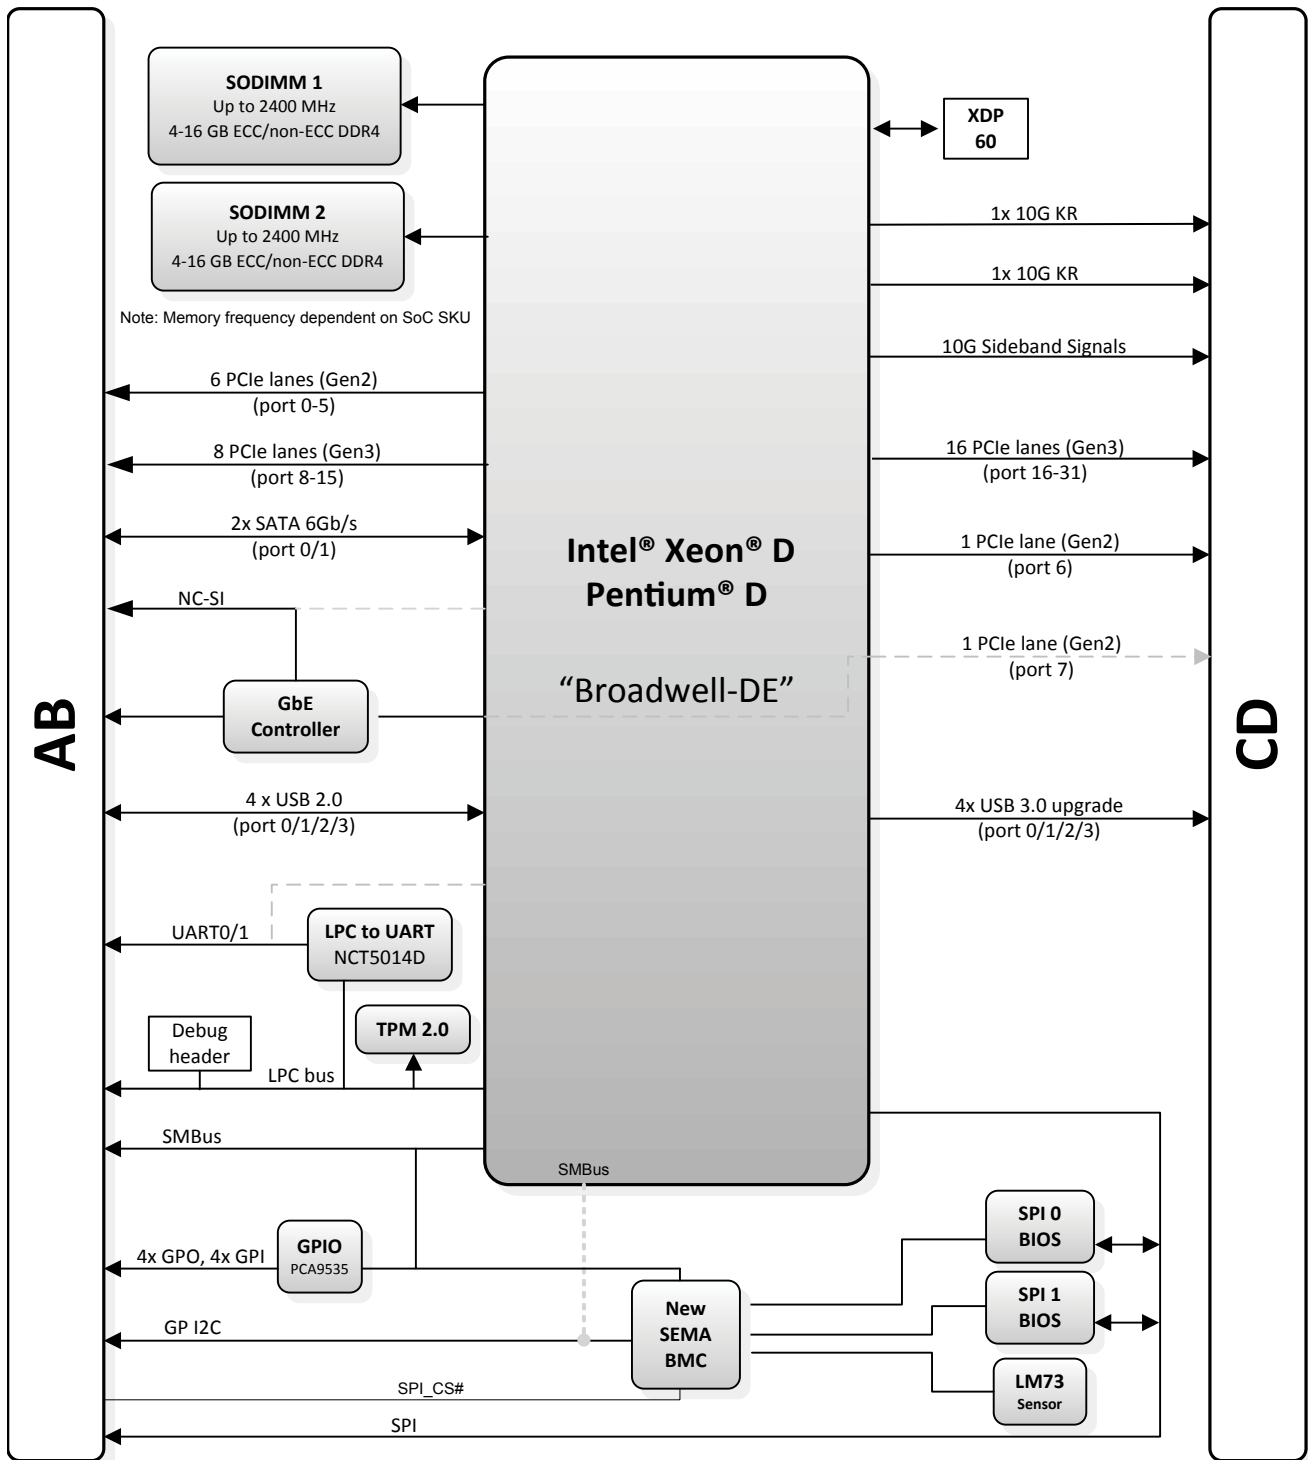 SODIMM 1
Up to 2400 MHz
4-16 GB ECC/non-ECC DDR4
SODIMM 2
Up to 2400 MHz
4-16 GB ECC/non-ECC DDR4
Note: Memory frequency dependent on SoC SKU
6 PCIe lanes (Gen2)
(port 0-5)
8 PCIe lanes (Gen3)
(port 8-15)
2x SATA 6Gb/s
(port 0/1)
NC-SI
GbE
Controller
4 x USB 2.0
(port 0/1/2/3)
UART0/1
LPC to UART
NCT5014D
TPM 2.0
Debug
header
LPC bus
SMBus
4x GPO, 4x GPI
GPIO
PCA9535
GP I2C
SPI_CS#
SPI
AB
Intel® Xeon® D
Pentium® D
“Broadwell-DE”
SMBus
New
SEMA
BMC
XDP
60
1x 10G KR
1x 10G KR
10G Sideband Signals
16 PCIe lanes (Gen3)
(port 16-31)
1 PCIe lane (Gen2)
(port 6)
1 PCIe lane (Gen2)
(port 7)
4x USB 3.0 upgrade
(port 0/1/2/3)
SPI 0
BIOS
SPI 1
BIOS
LM73
Sensor
CD